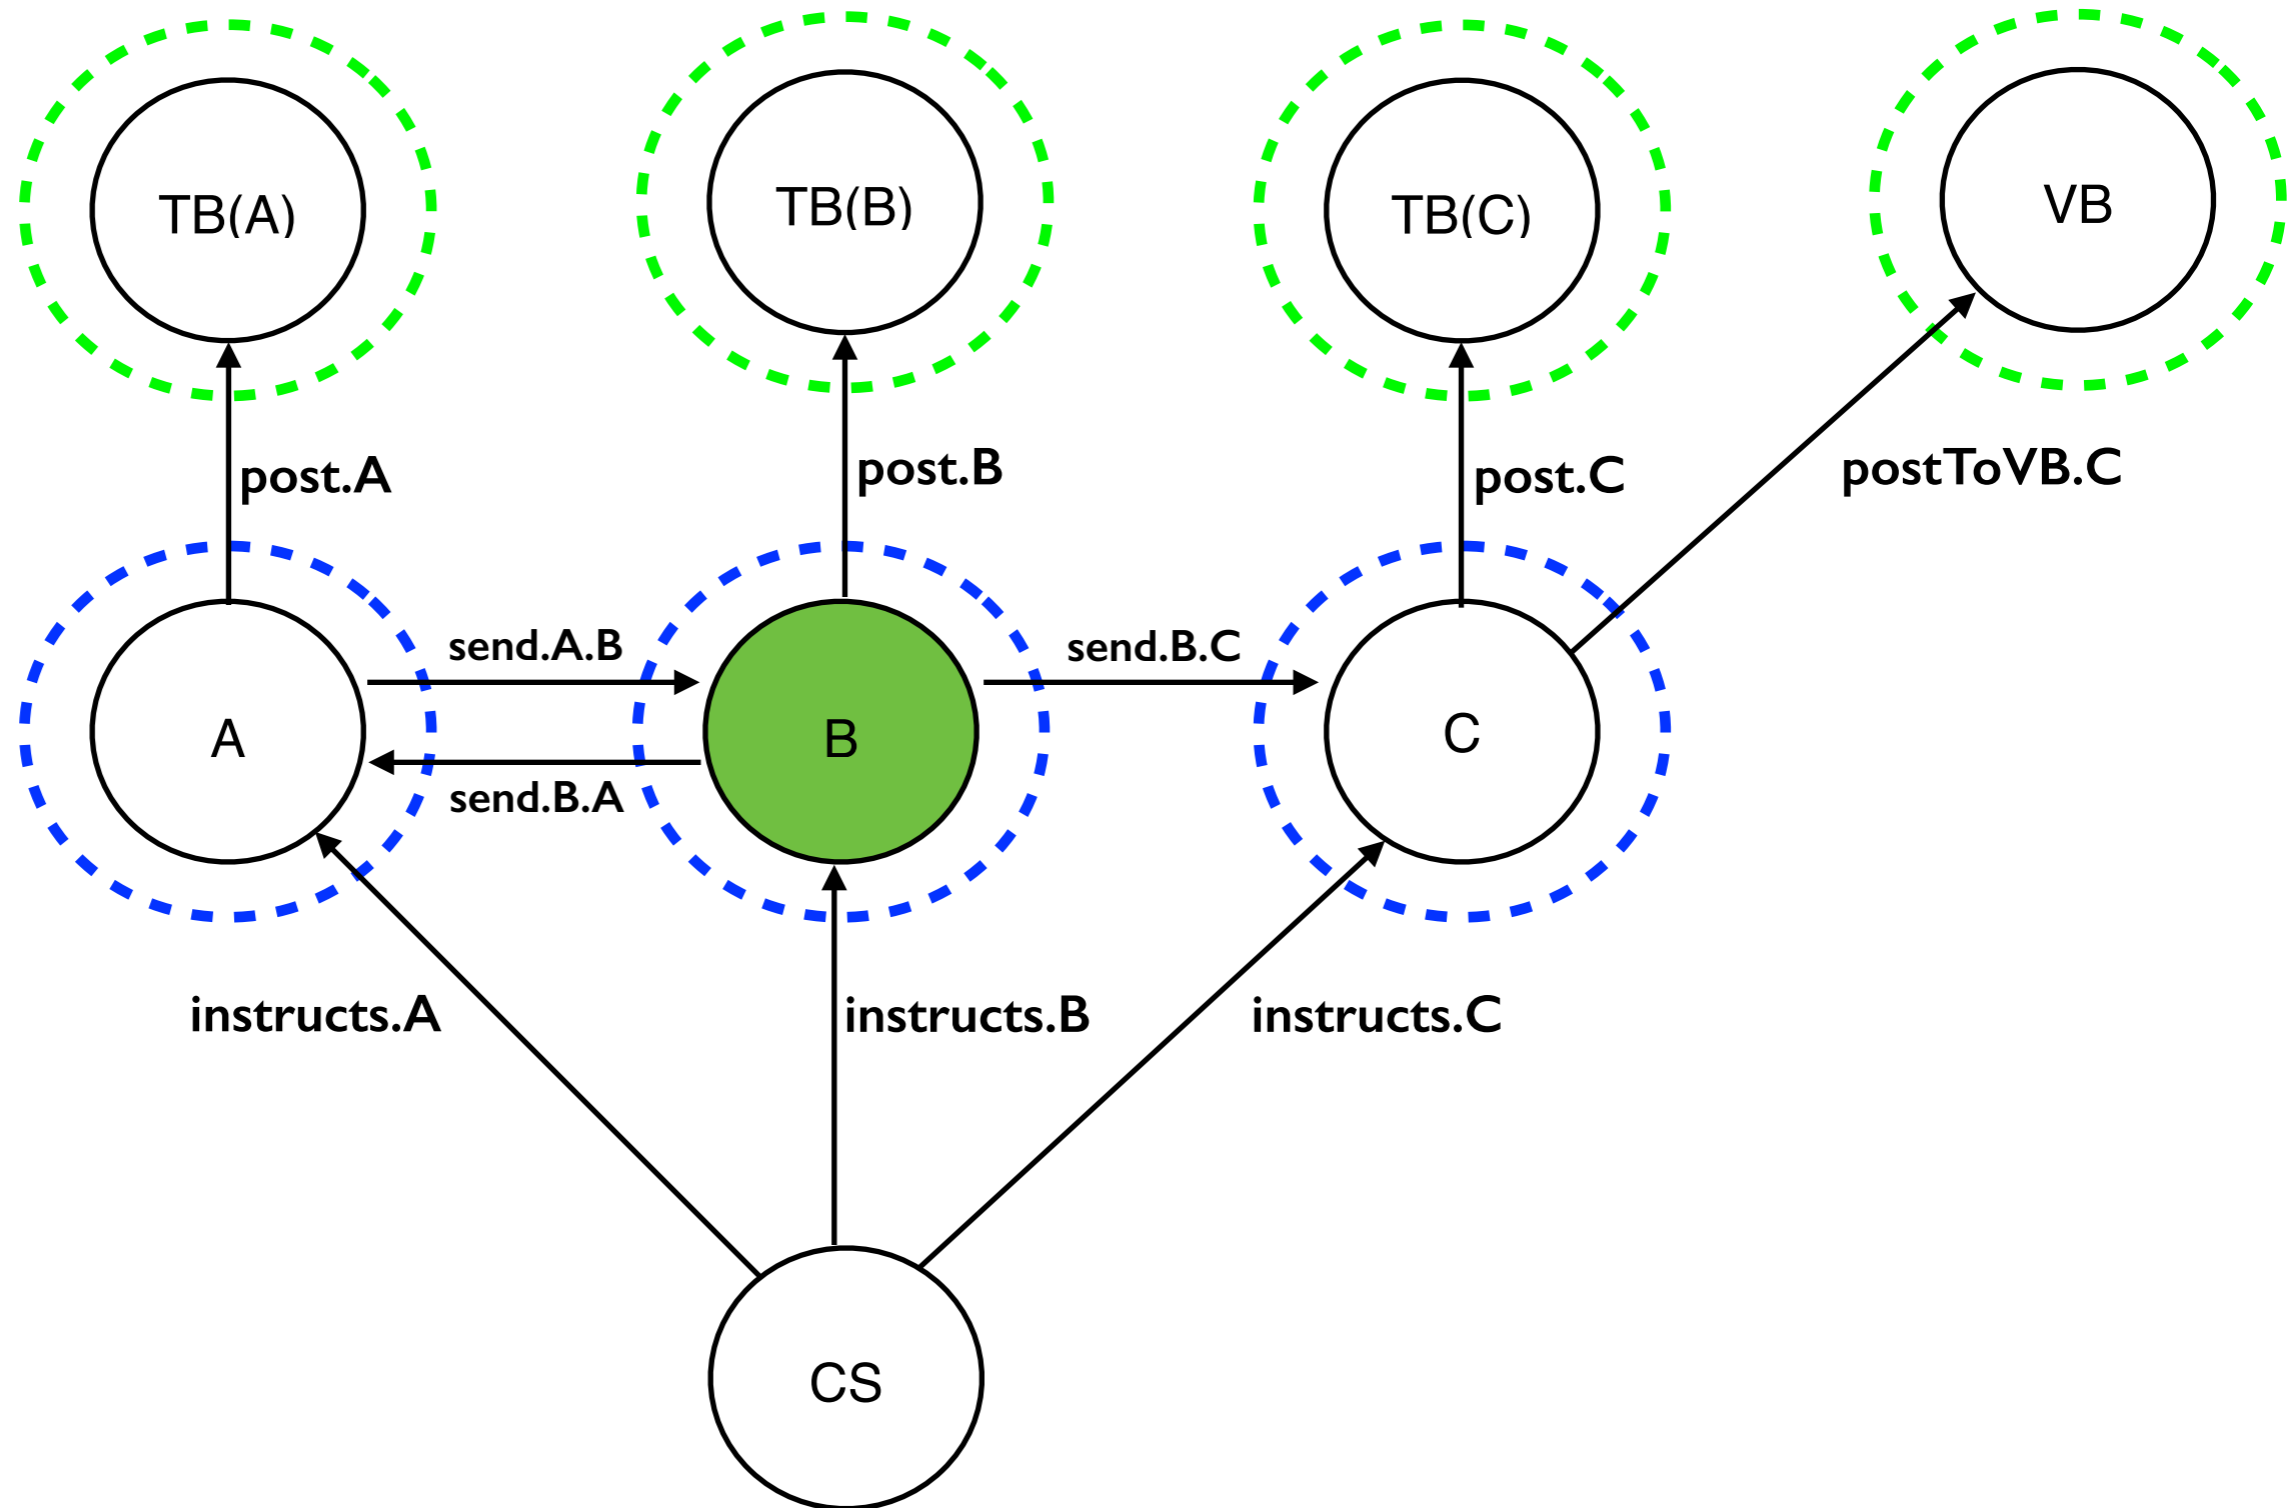 TB(A)
TB(B)
TB(C)
VB
post.A
post.B
post.C
postToVB.C
send.A.B
send.B.C
A
B
C
send.B.A
instructs.A
instructs.B
instructs.C
CS